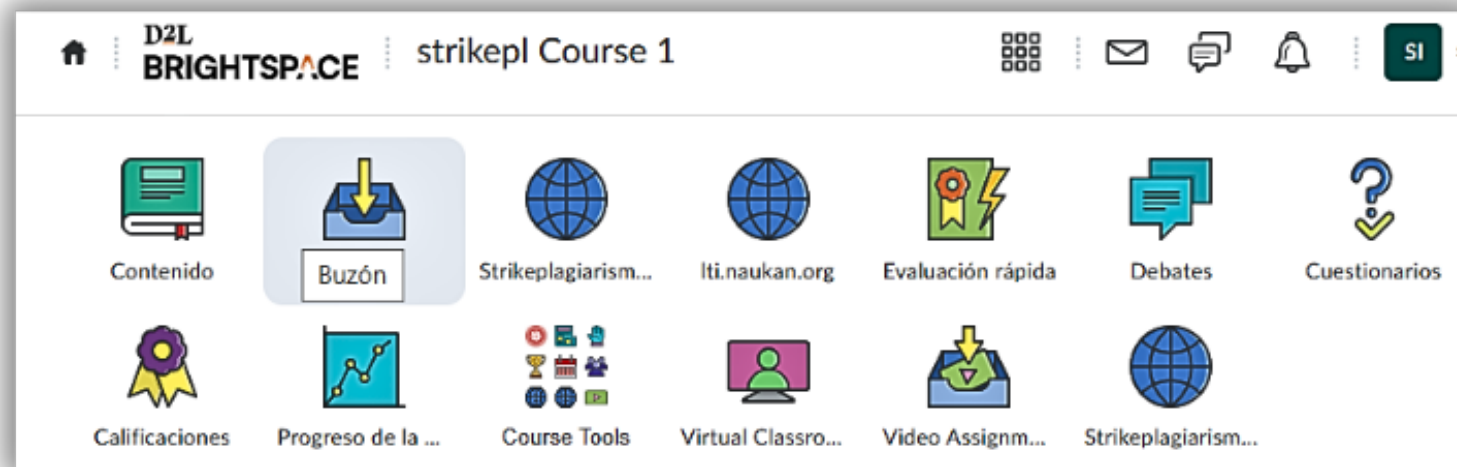 D2L
BRIGHTSPACE
strikepl Course 1
SI
Contenido
Buzón
Strikeplagiarism...
lti.naukan.org
Evaluación rápida
Debates
Cuestionarios
Calificaciones
Progreso de la ...
Course Tools
Virtual Classro...
Video Assignm...
Strikeplagiarism...